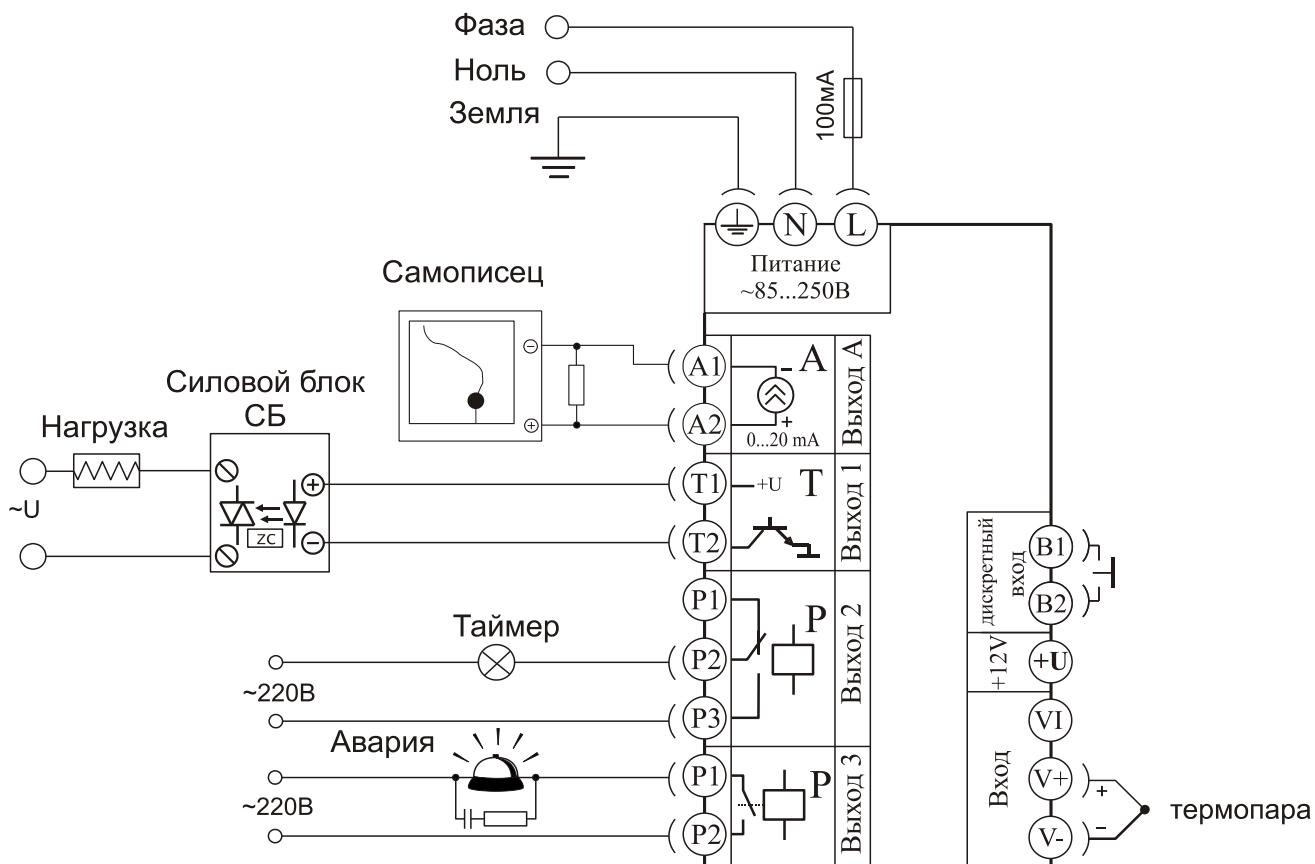 Фаза
Ноль
Земля
100мА
N
L
Питание
~85...250В
Самописец
A1
A2
-
A
+
0...20 mA
Выход А
Силовой блок
СБ
Нагрузка
~U
+
-
ZC
T1
T2
+U
T
Выход 1
P1
P2
P3
P
Выход 2
Таймер
~220В
Авария
~220В
P1
P2
P
Выход 3
дискретный
вход
B1
B2
+12V
+U
Вход
VI
V+
V-
+
−
термопара